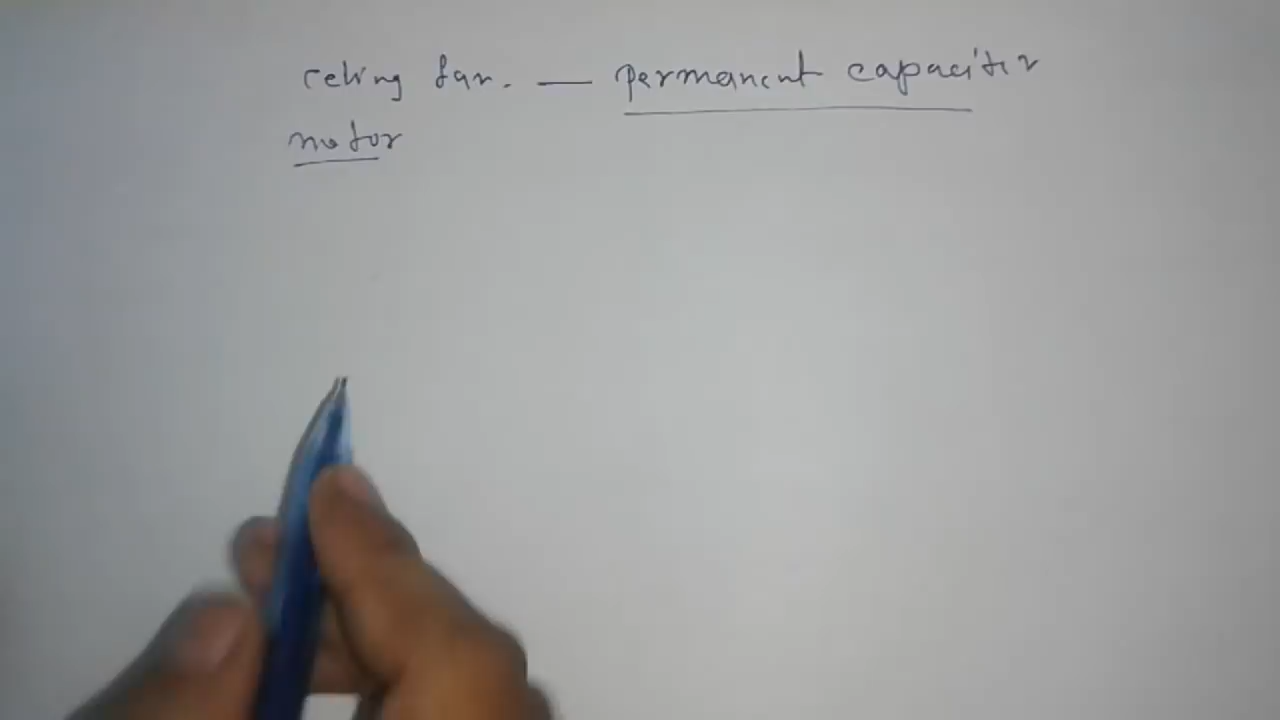 celing fan. — permanent capacitor
motor